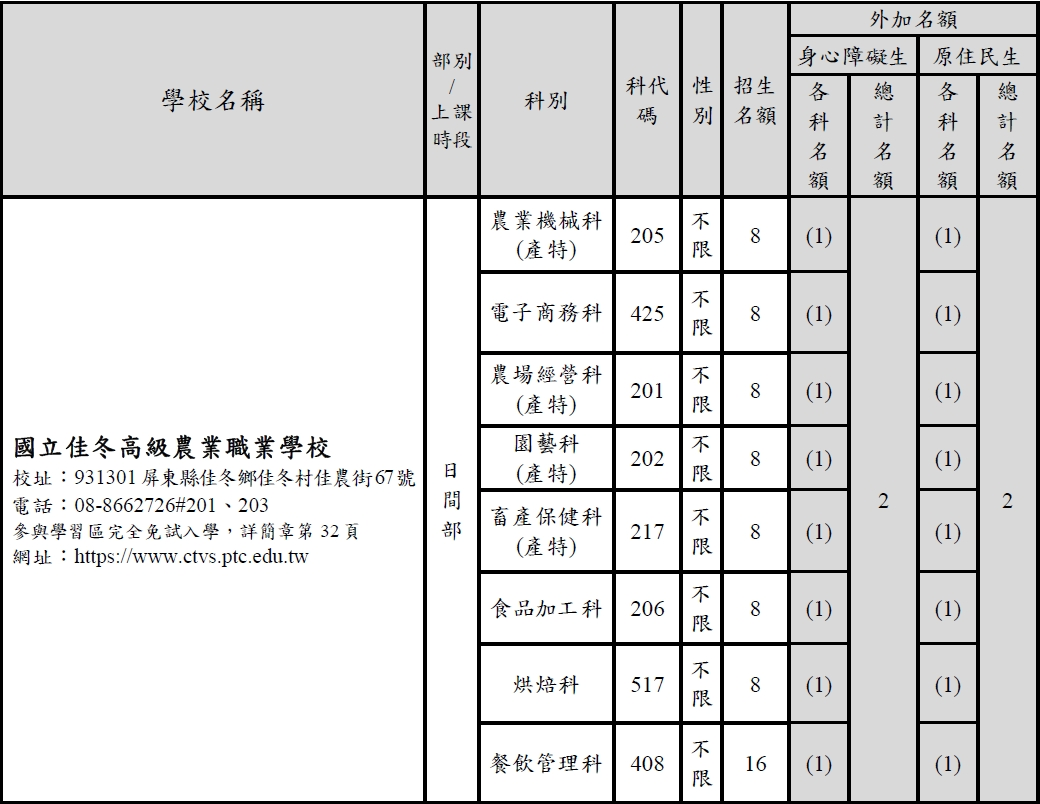 學校名稱
部別
/
上課
時段
科別
科代
碼
性
別
招生
名額
外加名額
身心障礙生
原住民生
各
科
名
額
總
計
名
額
各
科
名
額
總
計
名
額
國立佳冬高級農業職業學校
校址：931301 屏東縣佳冬鄉佳冬村佳農街67號
電話：08-8662726#201、203
參與學習區完全免試入學，詳簡章第 32 頁
網址：https://www.ctvs.ptc.edu.tw
日
間
部
農業機械科
(產特)
205
不
限
8
(1)
(1)
電子商務科
425
不
限
8
(1)
(1)
農場經營科
(產特)
201
不
限
8
(1)
(1)
園藝科
(產特)
202
不
限
8
(1)
(1)
畜產保健科
(產特)
217
不
限
8
(1)
2
(1)
2
食品加工科
206
不
限
8
(1)
(1)
烘焙科
517
不
限
8
(1)
(1)
餐飲管理科
408
不
限
16
(1)
(1)